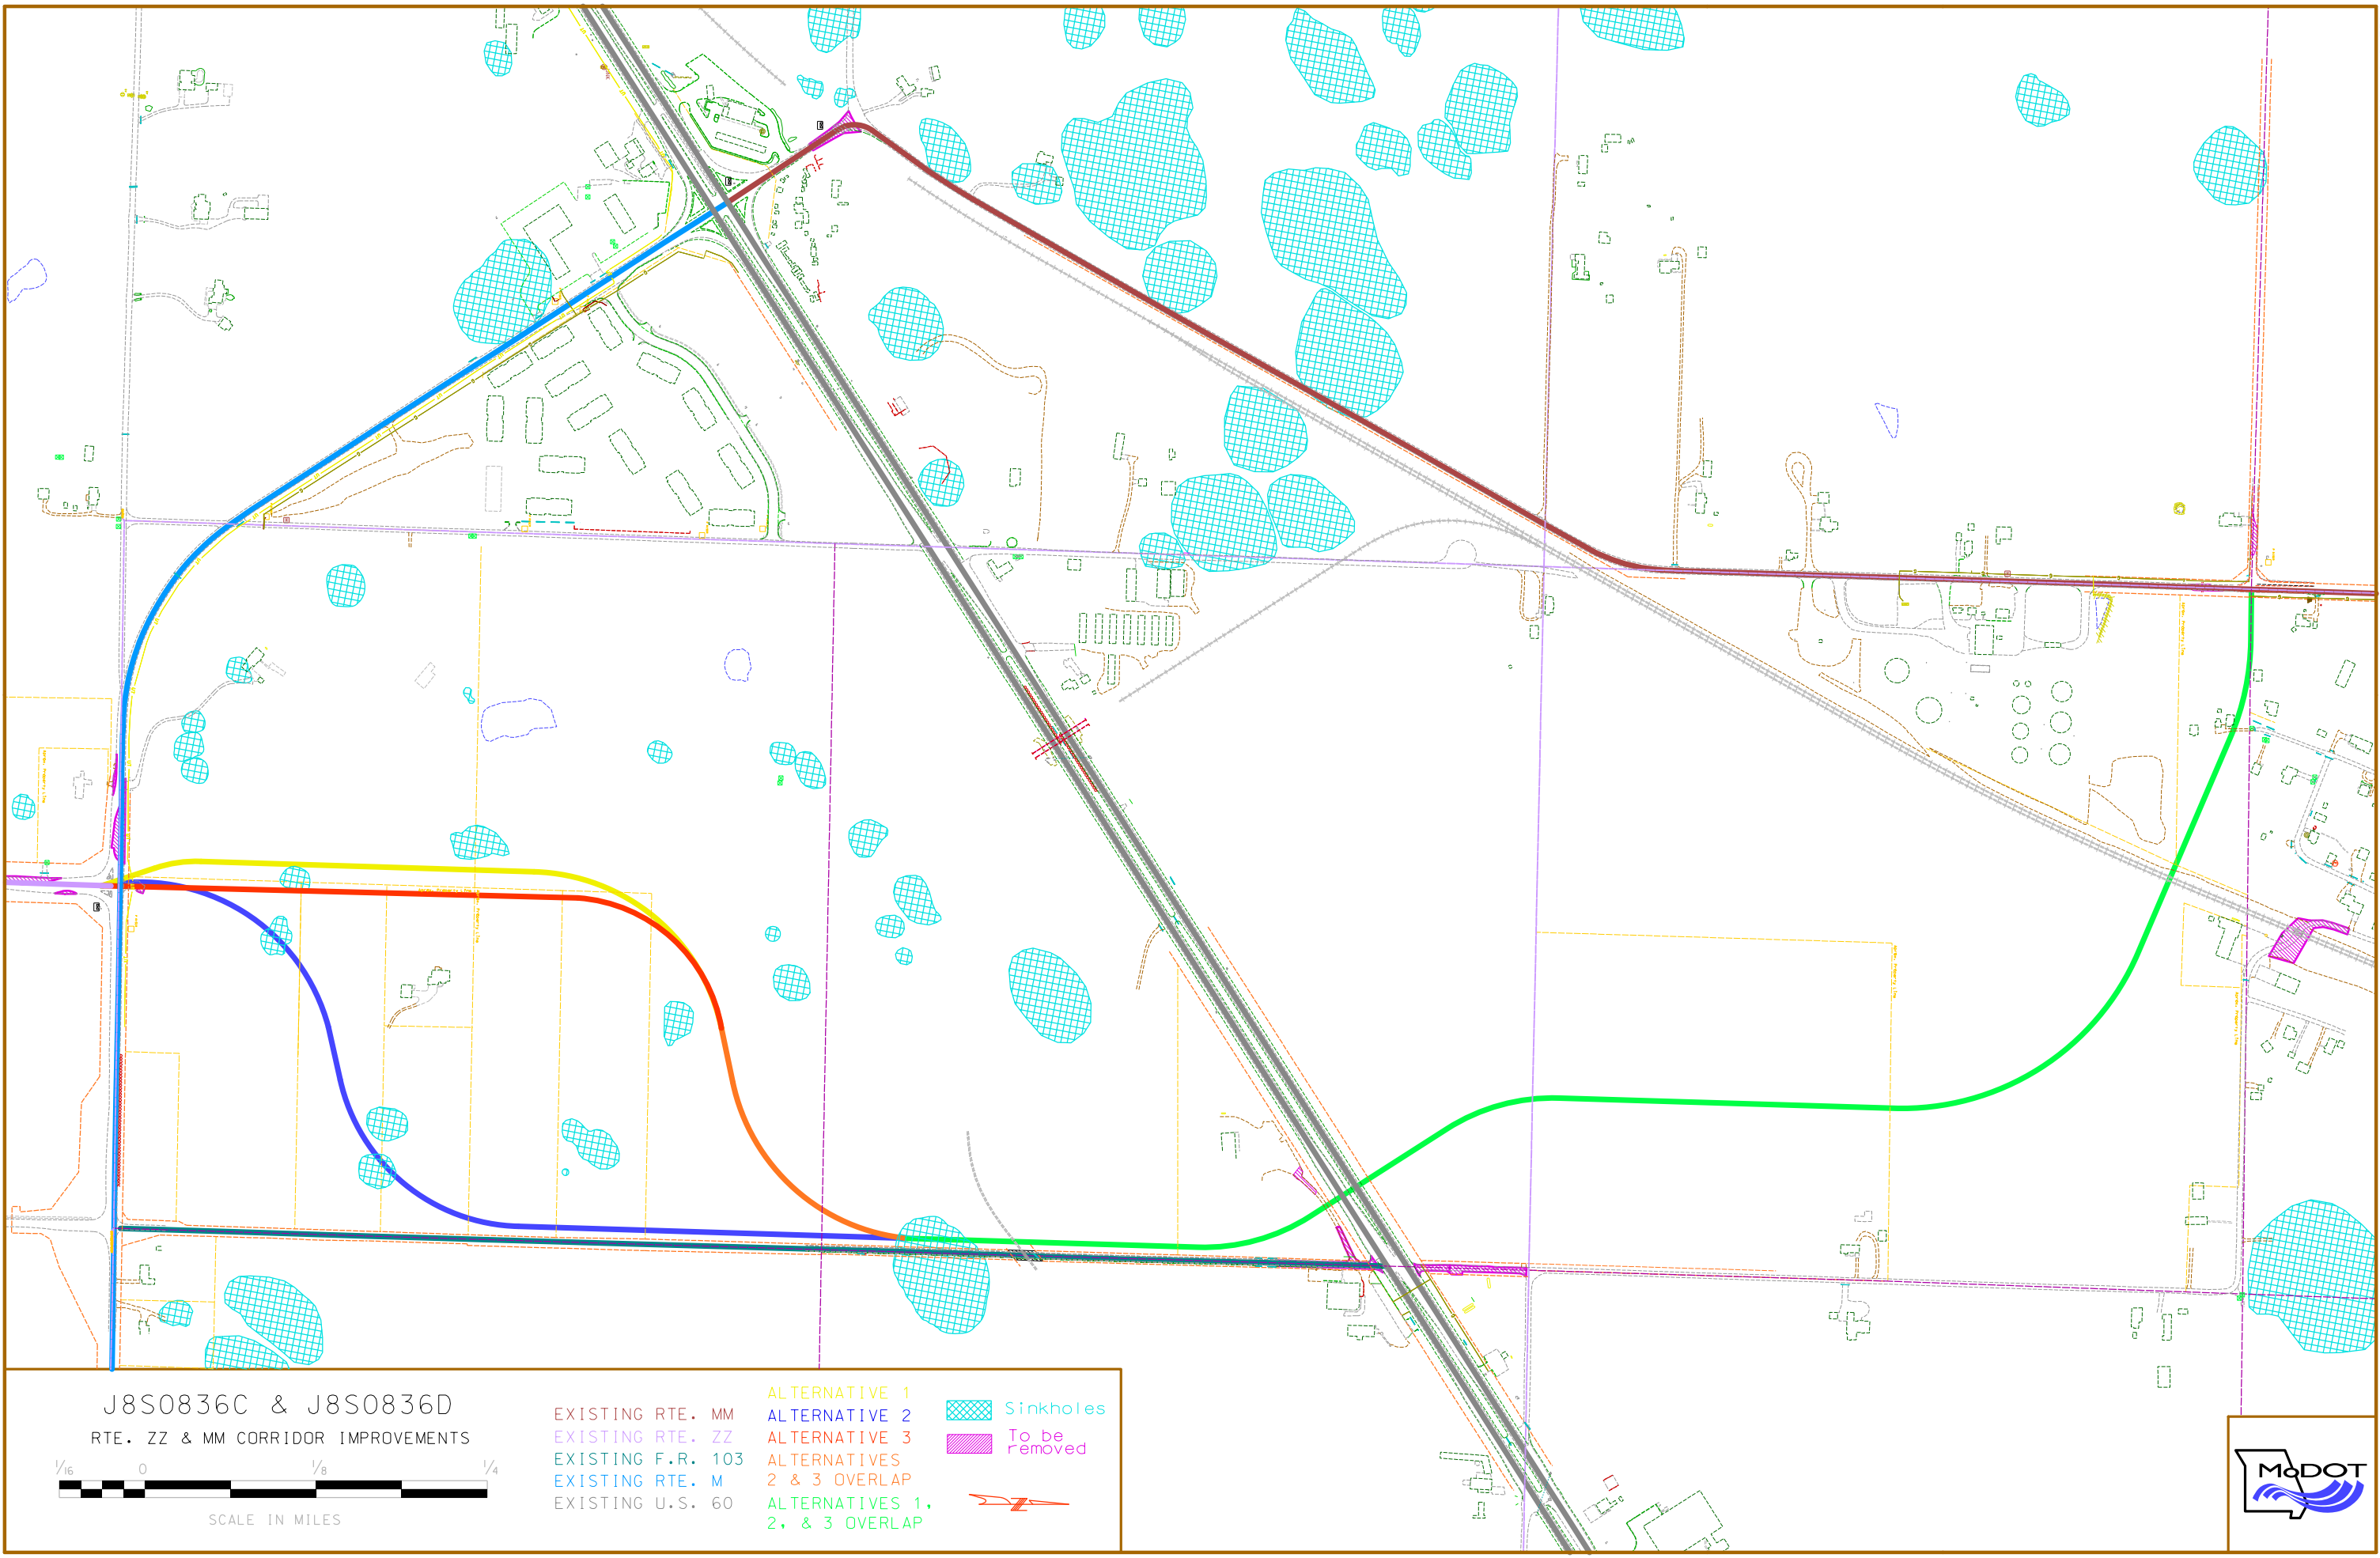 J8S0836C & J8S0836D
RTE. ZZ & MM CORRIDOR IMPROVEMENTS
1/16 0 1/8 1/4
SCALE IN MILES
EXISTING RTE. MM
EXISTING RTE. ZZ
EXISTING F.R. 103
EXISTING RTE. M
EXISTING U.S. 60
ALTERNATIVE 1
ALTERNATIVE 2
ALTERNATIVE 3
ALTERNATIVES
2 & 3 OVERLAP
ALTERNATIVES 1,
2, & 3 OVERLAP
Sinkholes
To be
removed
MoDOT